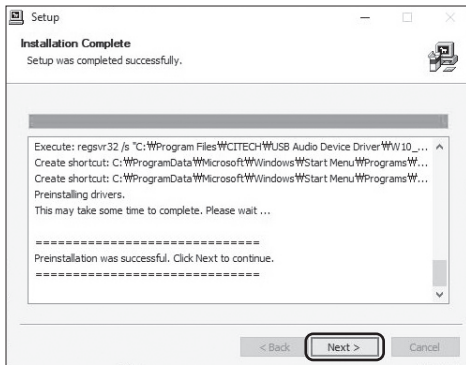 Setup
Installation Complete
Setup was completed successfully.
Execute: regsvr32 /s "C:₩Program Files₩CITECH₩USB Audio Device Driver₩W10_...
Create shortcut: C:₩ProgramData₩Microsoft₩Windows₩Start Menu₩Programs₩...
Create shortcut: C:₩ProgramData₩Microsoft₩Windows₩Start Menu₩Programs₩...
Preinstalling drivers.
This may take some time to complete. Please wait ...
==============================
Preinstallation was successful. Click Next to continue.
==============================
< Back Next > Cancel